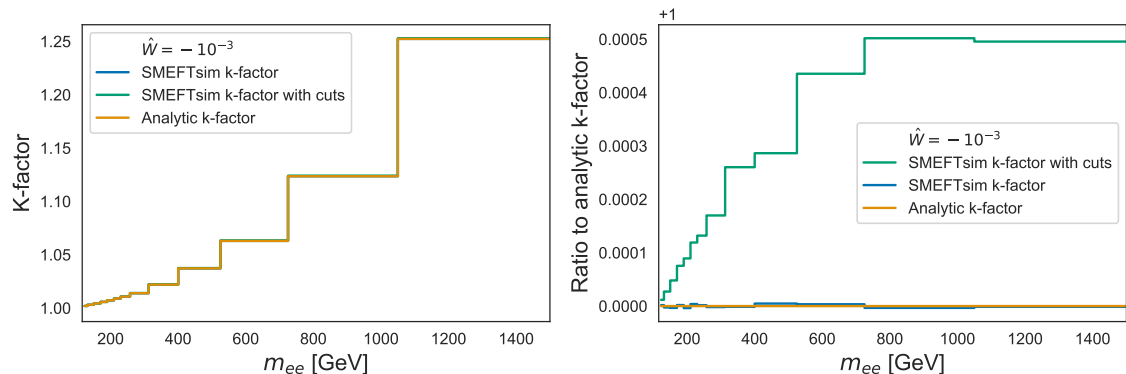 1.25
1.20
1.15
1.10
1.05
1.00
K-factor
Ŵ = −10⁻³
SMEFTsim k-factor
SMEFTsim k-factor with cuts
Analytic k-factor
200 400 600 800 1000 1200 1400
m_ee [GeV]
+1
0.0005
0.0004
0.0003
0.0002
0.0001
0.0000
Ratio to analytic k-factor
Ŵ = −10⁻³
SMEFTsim k-factor with cuts
SMEFTsim k-factor
Analytic k-factor
200 400 600 800 1000 1200 1400
m_ee [GeV]